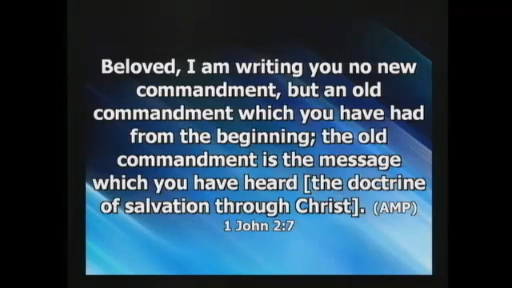 Beloved, I am writing you no new
commandment, but an old
commandment which you have had
from the beginning; the old
commandment is the message
which you have heard [the doctrine
of salvation through Christ]. (AMP)
1 John 2:7